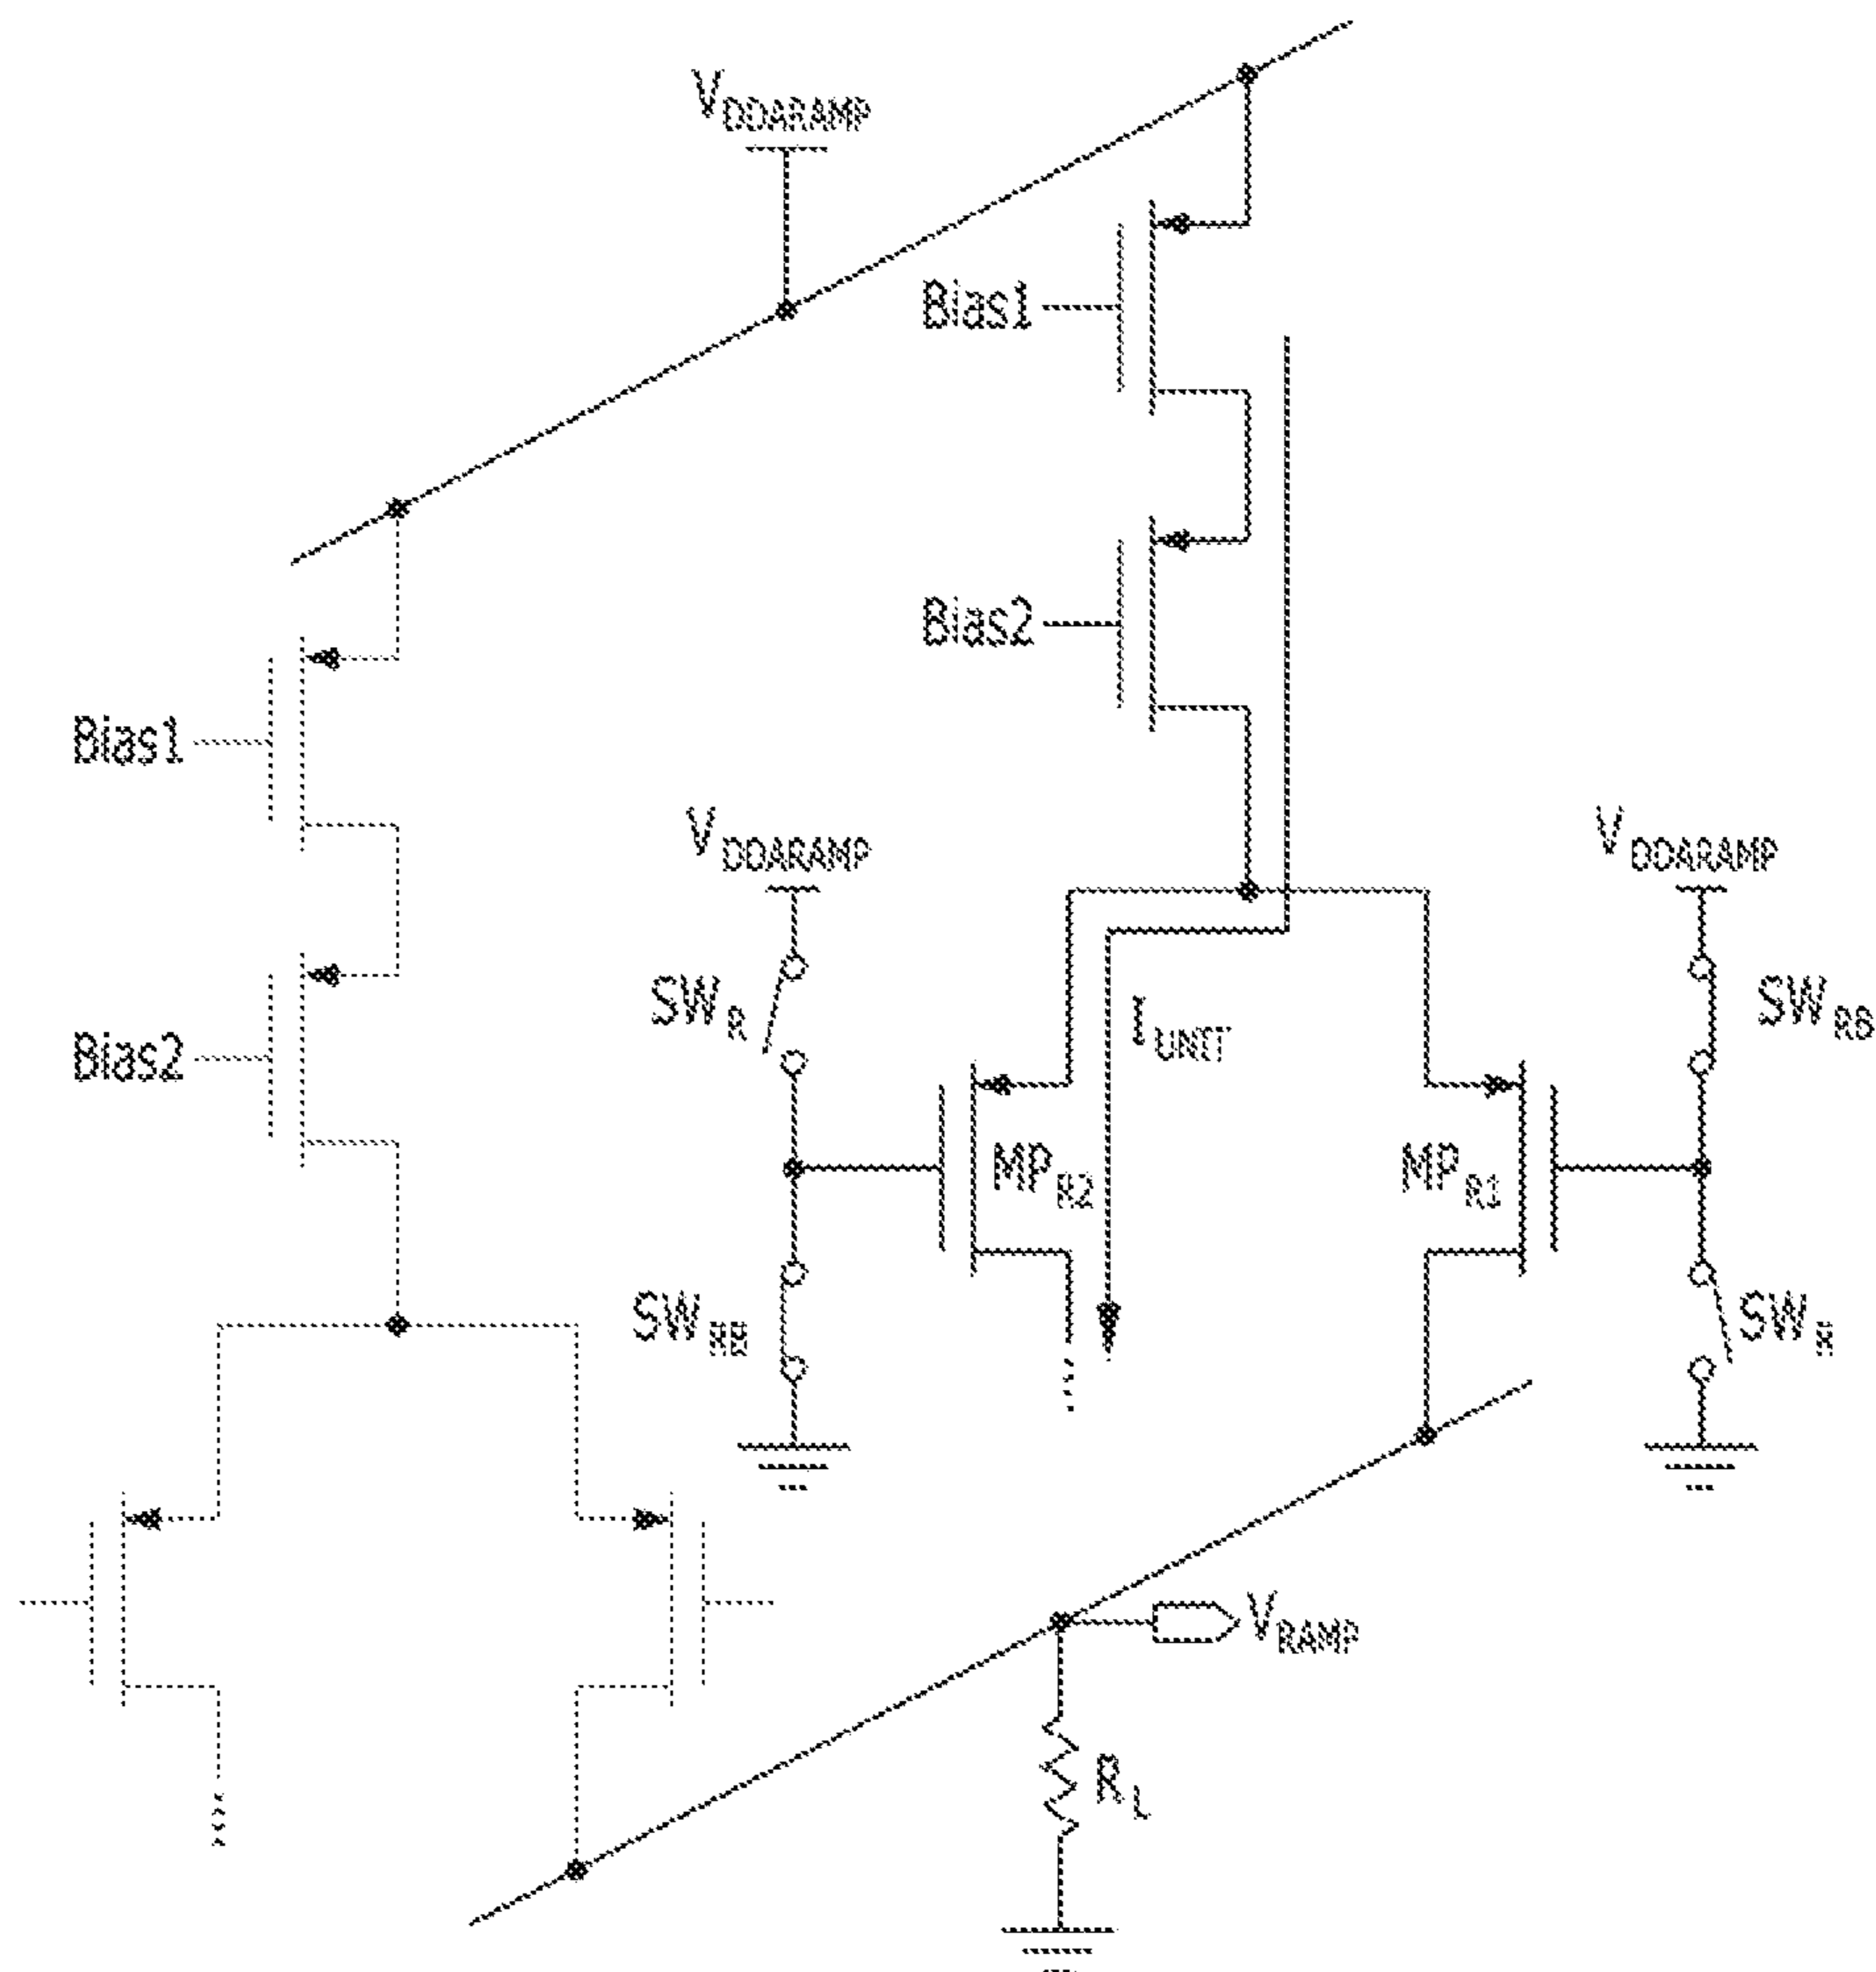 VDDARAMP
Bias1
Bias2
Bias1
Bias2
VDDARAMP
VDDARAMP
SWR
SWRB
IUNIT
MPR2
MPR1
SWRB
SWR
VRAMP
RL